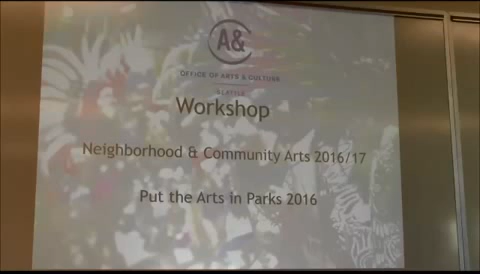 A&
OFFICE OF ARTS & CULTURE
SEATTLE
Workshop
Neighborhood & Community Arts 2016/17
Put the Arts in Parks 2016